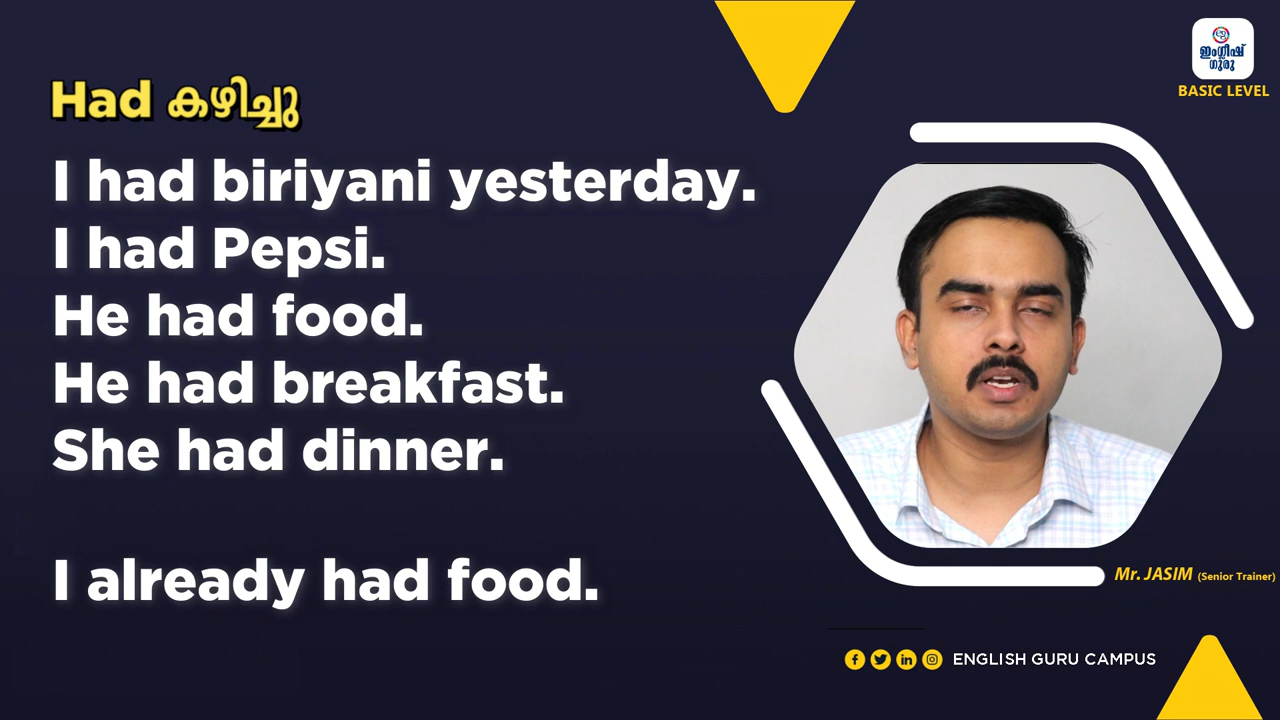 ഇംഗ്ലീഷ്
ഗുരു
BASIC LEVEL
Had കഴിച്ചു
I had biriyani yesterday.
I had Pepsi.
He had food.
He had breakfast.
She had dinner.
I already had food.
Mr. JASIM (Senior Trainer)
ENGLISH GURU CAMPUS